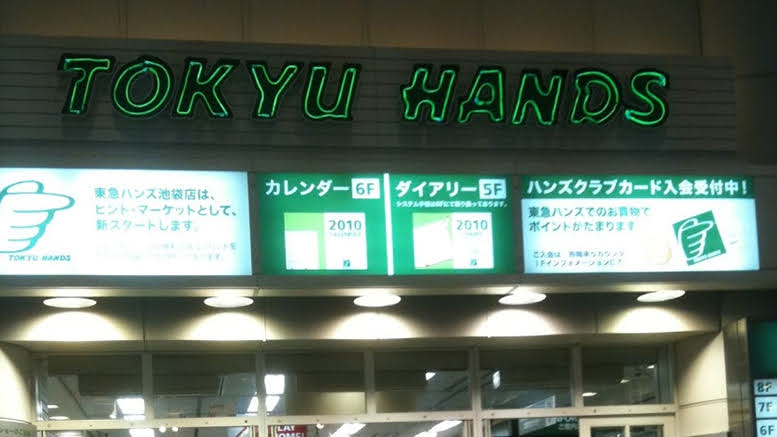 TOKYU HANDS
東急ハンズ池袋店は、
ヒント・マーケットとして、
新スタートします。
TOKYU HANDS
カレンダー 6F
2010
ダイアリー 5F
2010
ハンズクラブカード入会受付中!
東急ハンズでのお買物で
ポイントがたまります
8F
7F
6F